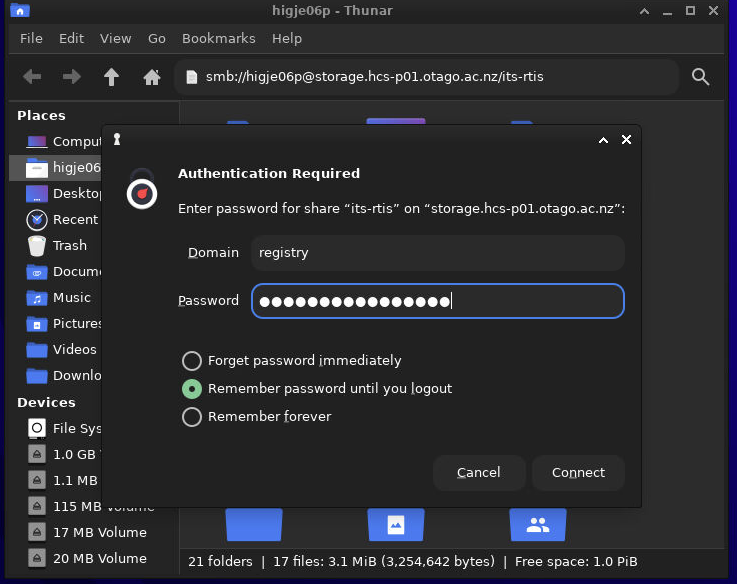 higje06p - Thunar
File Edit View Go Bookmarks Help
smb://higje06p@storage.hcs-p01.otago.ac.nz/its-rtis
Places
Comput
higje06
Desktop
Recent
Trash
Docume
Music
Pictures
Videos
Downlo
Devices
File Sys
1.0 GB
1.1 MB
115 MB Volume
17 MB Volume
20 MB Volume
Authentication Required
Enter password for share “its-rtis” on “storage.hcs-p01.otago.ac.nz”:
Domain registry
Password ●●●●●●●●●●●●●●●●
Forget password immediately
Remember password until you logout
Remember forever
Cancel Connect
21 folders | 17 files: 3.1 MiB (3,254,642 bytes) | Free space: 1.0 PiB